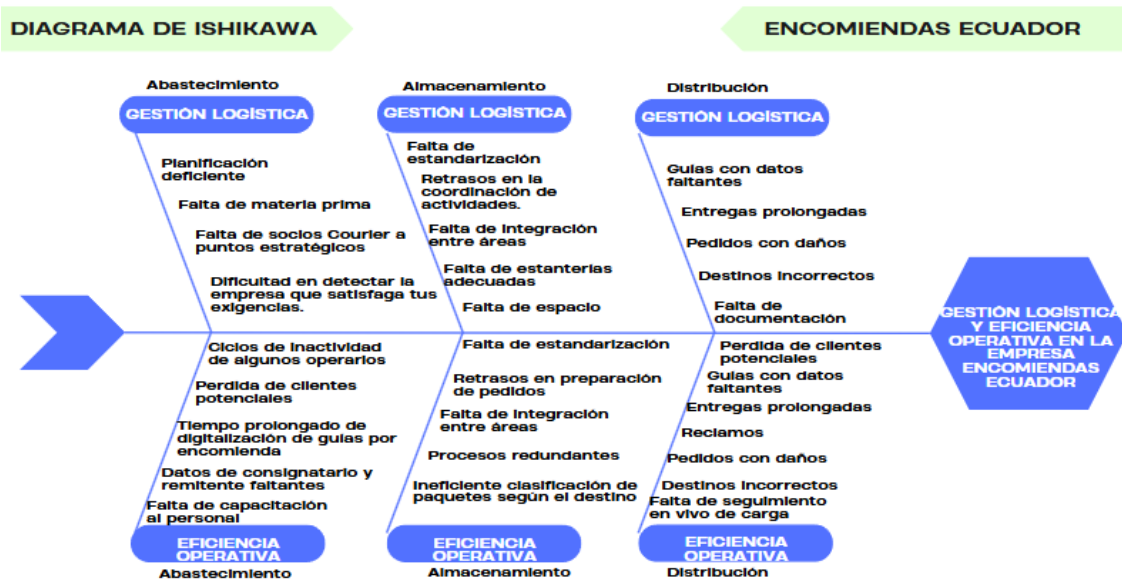 DIAGRAMA DE ISHIKAWA
ENCOMIENDAS ECUADOR
Abastecimiento
GESTIÓN LOGÍSTICA
Planificación
deficiente
Falta de materia prima
Falta de socios Courier a
puntos estratégicos
Dificultad en detectar la
empresa que satisfaga tus
exigencias.
Almacenamiento
GESTIÓN LOGÍSTICA
Falta de
estandarización
Retrasos en la
coordinación de
actividades.
Falta de integración
entre áreas
Falta de estanterias
adecuadas
Falta de espacio
Distribución
GESTIÓN LOGÍSTICA
Guias con datos
faltantes
Entregas prolongadas
Pedidos con daños
Destinos incorrectos
Falta de
documentación
GESTIÓN LOGÍSTICA
Y EFICIENCIA
OPERATIVA EN LA
EMPRESA
ENCOMIENDAS
ECUADOR
Ciclos de inactividad
de algunos operarios
Perdida de clientes
potenciales
Tiempo prolongado de
digitalización de guias por
encomienda
Datos de consignatario y
remitente faltantes
Falta de capacitación
al personal
EFICIENCIA
OPERATIVA
Abastecimiento
Falta de estandarización
Retrasos en preparación
de pedidos
Falta de integración
entre áreas
Procesos redundantes
Ineficiente clasificación de
paquetes según el destino
EFICIENCIA
OPERATIVA
Almacenamiento
Perdida de clientes
potenciales
Guias con datos
faltantes
Entregas prolongadas
Reclamos
Pedidos con daños
Destinos incorrectos
Falta de seguimiento
en vivo de carga
EFICIENCIA
OPERATIVA
Distribución